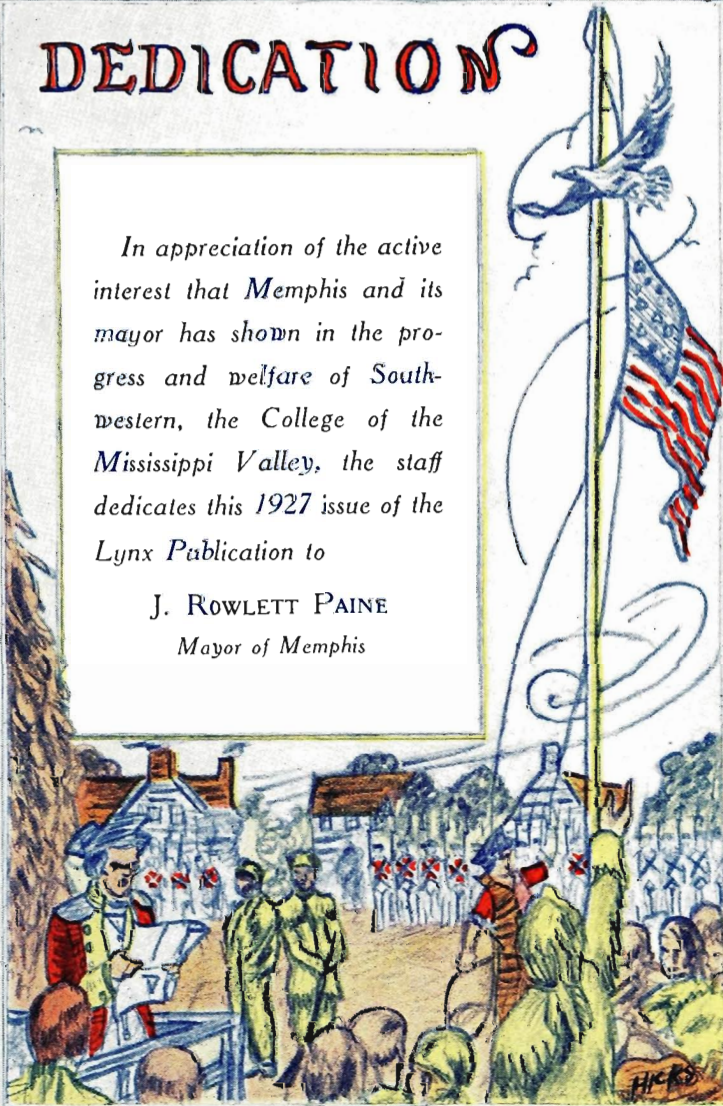 DEDICATION
In appreciation of the active
interest that Memphis and its
mayor has shown in the pro-
gress and welfare of South-
western, the College of the
Mississippi Valley, the staff
dedicates this 1927 issue of the
Lynx Publication to
J. ROWLETT PAINE
Mayor of Memphis
HICKS